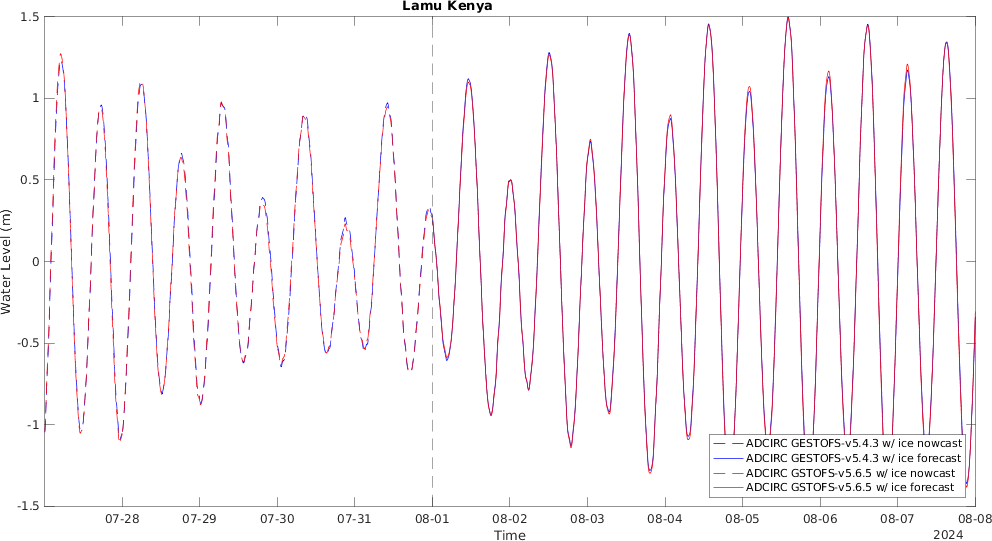 Lamu Kenya
1.5
1
0.5
0
-0.5
-1
-1.5
Water Level (m)
ADCIRC GESTOFS-v5.4.3 w/ ice nowcast
ADCIRC GESTOFS-v5.4.3 w/ ice forecast
ADCIRC GSTOFS-v5.6.5 w/ ice nowcast
ADCIRC GSTOFS-v5.6.5 w/ ice forecast
07-28 07-29 07-30 07-31 08-01 08-02 08-03 08-04 08-05 08-06 08-07 08-08
Time
2024